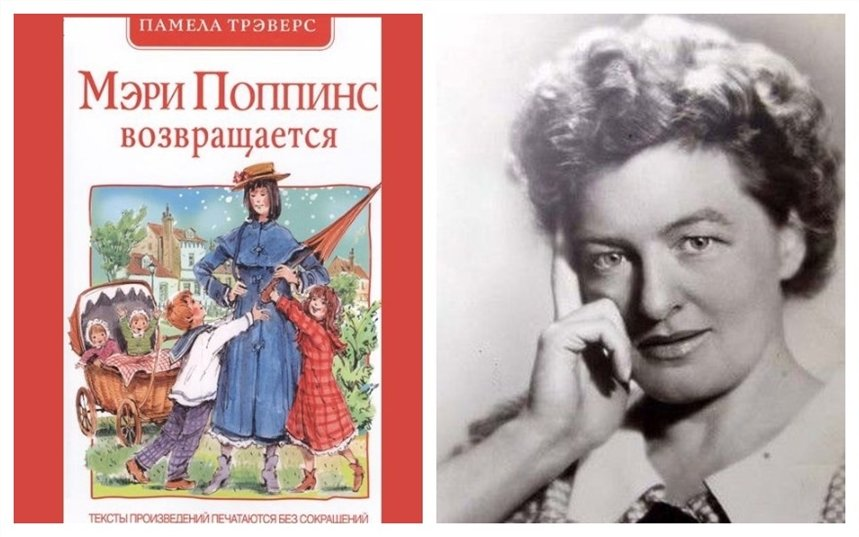 ПАМЕЛА ТРЭВЕРС
МЭРИ ПОППИНС
возвращается
ТЕКСТЫ ПРОИЗВЕДЕНИЙ ПЕЧАТАЮТСЯ БЕЗ СОКРАЩЕНИЙ